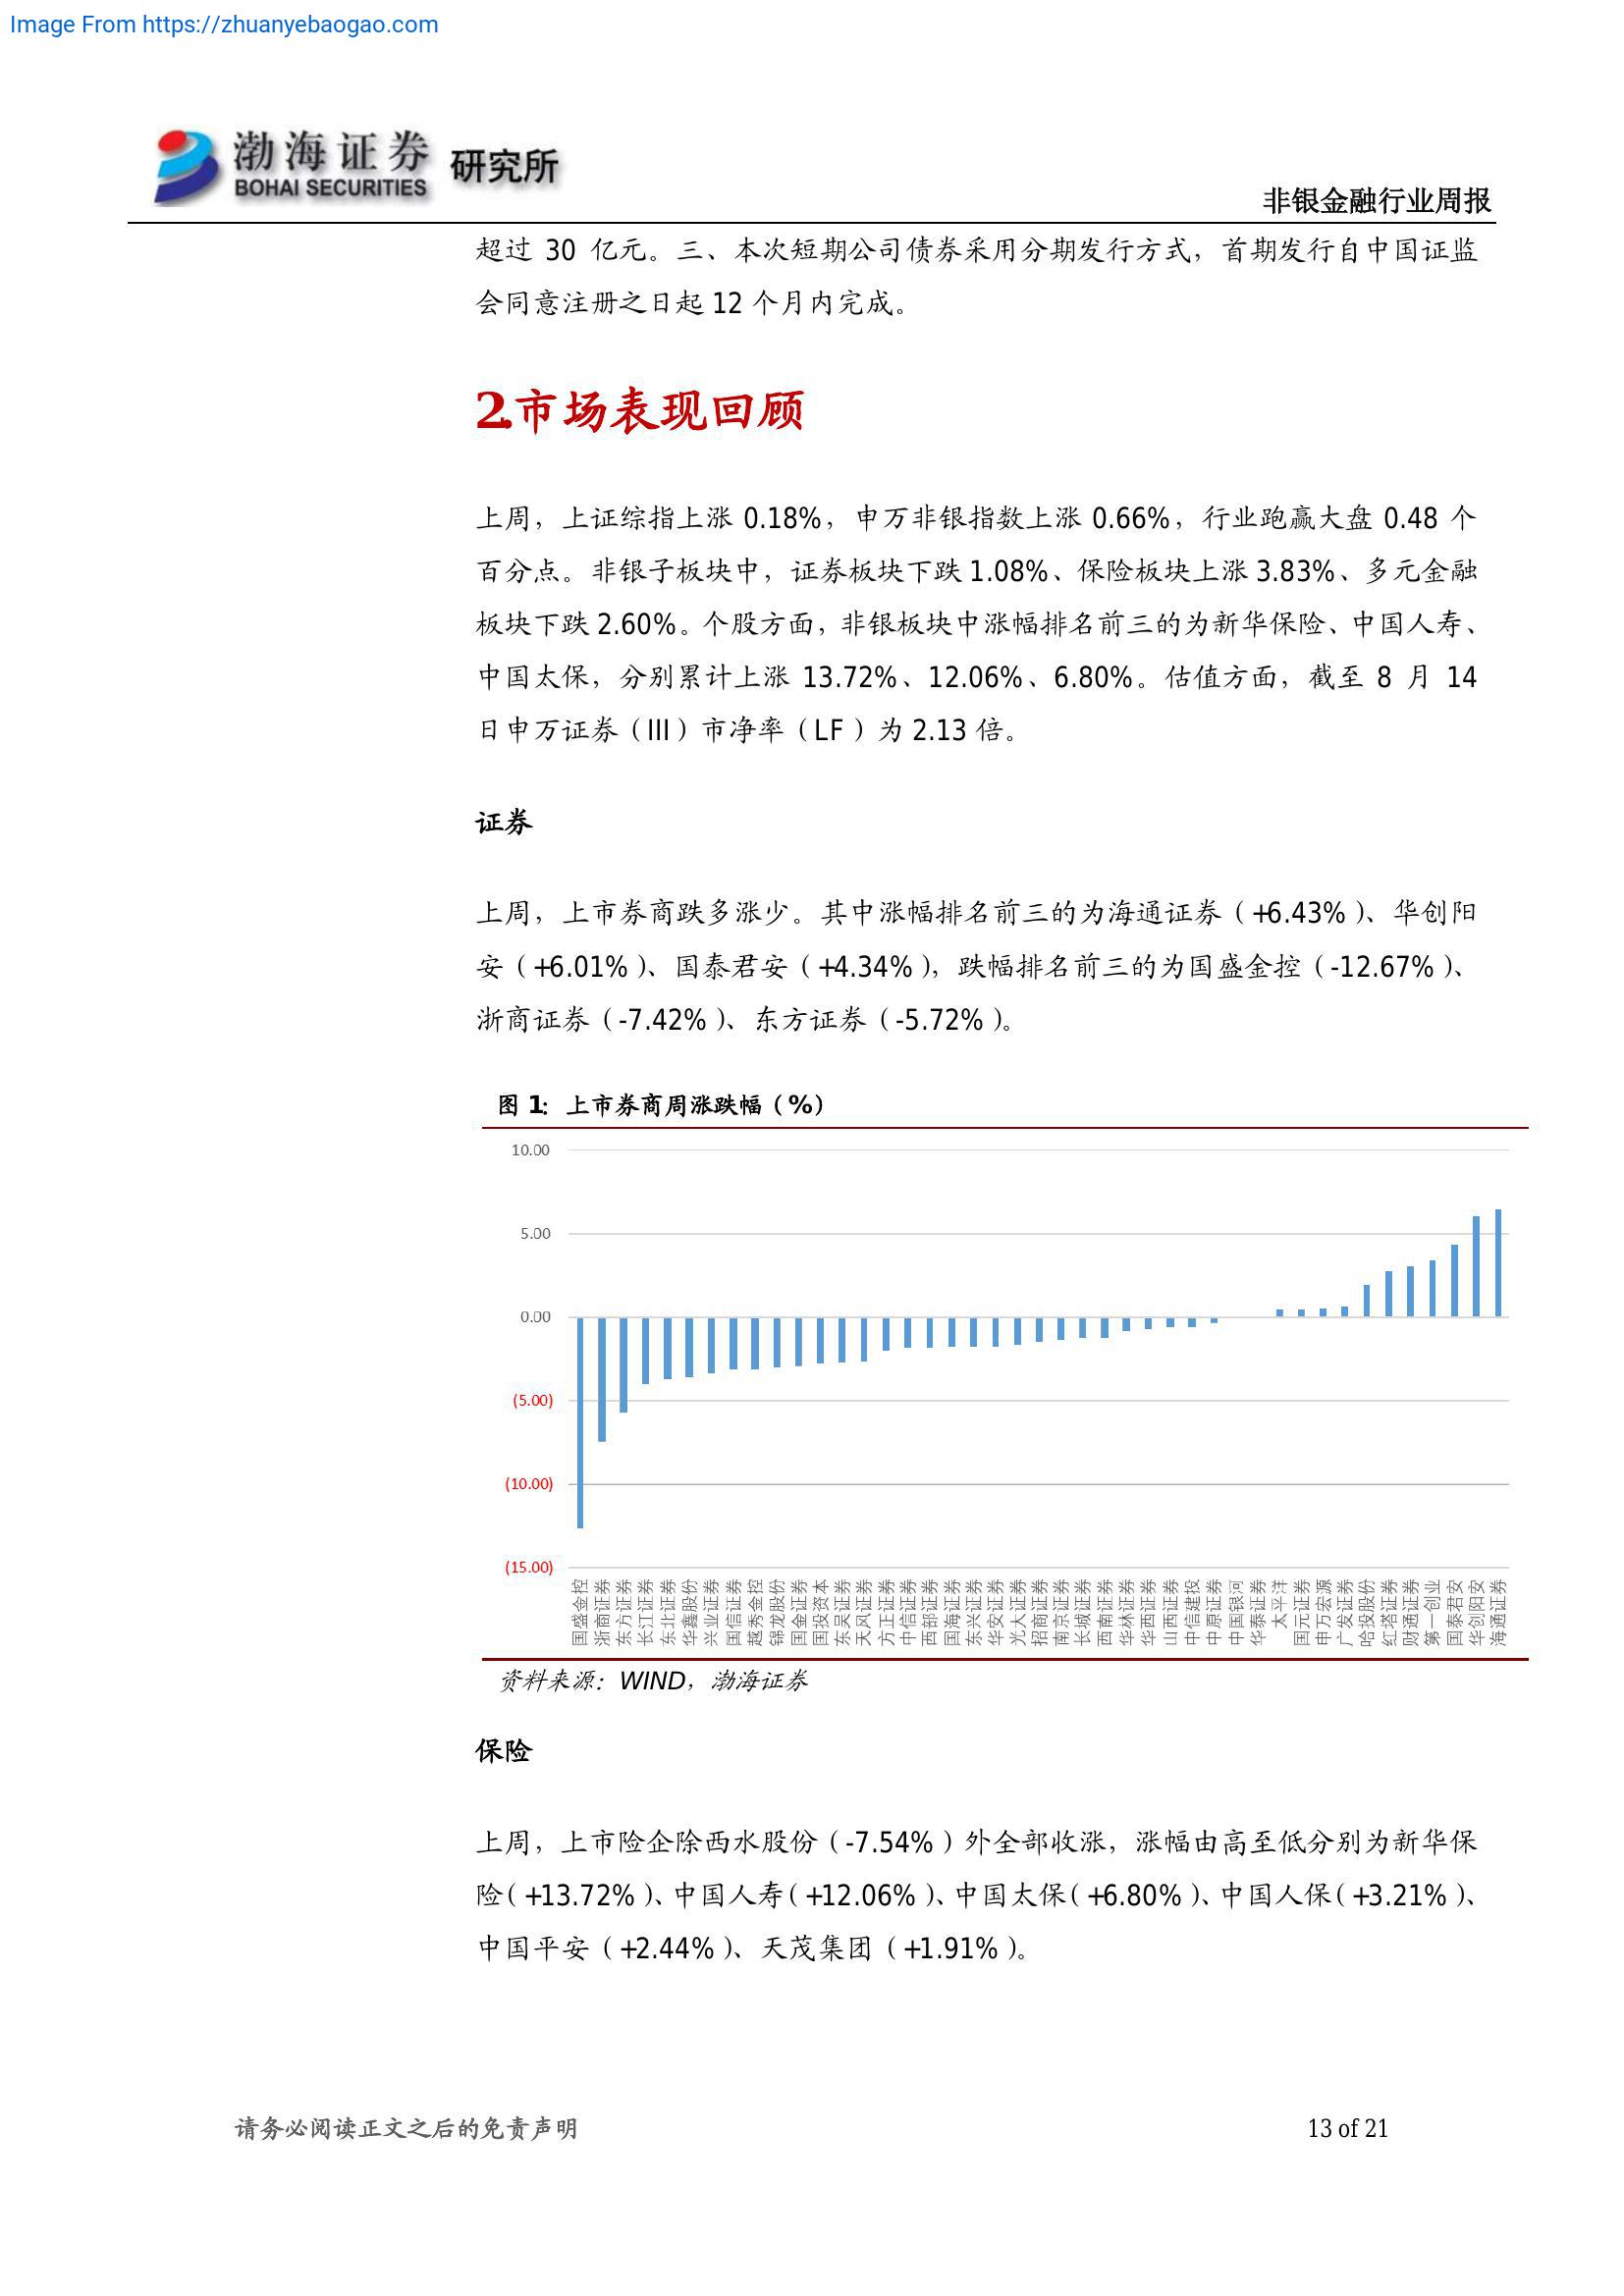 Image From https://zhuanyebaogao.com
渤海证券 研究所
BOHAI SECURITIES
非银金融行业周报
超过 30 亿元。三、本次短期公司债券采用分期发行方式，首期发行自中国证监
会同意注册之日起 12 个月内完成。
2.市场表现回顾
上周，上证综指上涨 0.18%，申万非银指数上涨 0.66%，行业跑赢大盘 0.48 个
百分点。非银子板块中，证券板块下跌 1.08%、保险板块上涨 3.83%、多元金融
板块下跌 2.60%。个股方面，非银板块中涨幅排名前三的为新华保险、中国人寿、
中国太保，分别累计上涨 13.72%、12.06%、6.80%。估值方面，截至 8 月 14
日申万证券（III）市净率（LF）为 2.13 倍。
证券
上周，上市券商跌多涨少。其中涨幅排名前三的为海通证券（+6.43%）、华创阳
安（+6.01%）、国泰君安（+4.34%），跌幅排名前三的为国盛金控（-12.67%）、
浙商证券（-7.42%）、东方证券（-5.72%）。
图 1：上市券商周涨跌幅（%）
10.00
5.00
0.00
(5.00)
(10.00)
(15.00)
国盛金控
浙商证券
东方证券
长江证券
东北证券
华鑫股份
兴业证券
国信证券
越秀金控
锦龙股份
国金证券
国投资本
东吴证券
天风证券
方正证券
中信证券
西部证券
国海证券
东兴证券
华安证券
光大证券
招商证券
南京证券
长城证券
西南证券
华林证券
华西证券
山西证券
中信建投
中原证券
中国银河
华泰证券
太平洋
国元证券
申万宏源
广发证券
哈投股份
红塔证券
财通证券
第一创业
国泰君安
华创阳安
海通证券
资料来源：WIND，渤海证券
保险
上周，上市险企除西水股份（-7.54%）外全部收涨，涨幅由高至低分别为新华保
险（+13.72%）、中国人寿（+12.06%）、中国太保（+6.80%）、中国人保（+3.21%）、
中国平安（+2.44%）、天茂集团（+1.91%）。
请务必阅读正文之后的免责声明
13 of 21